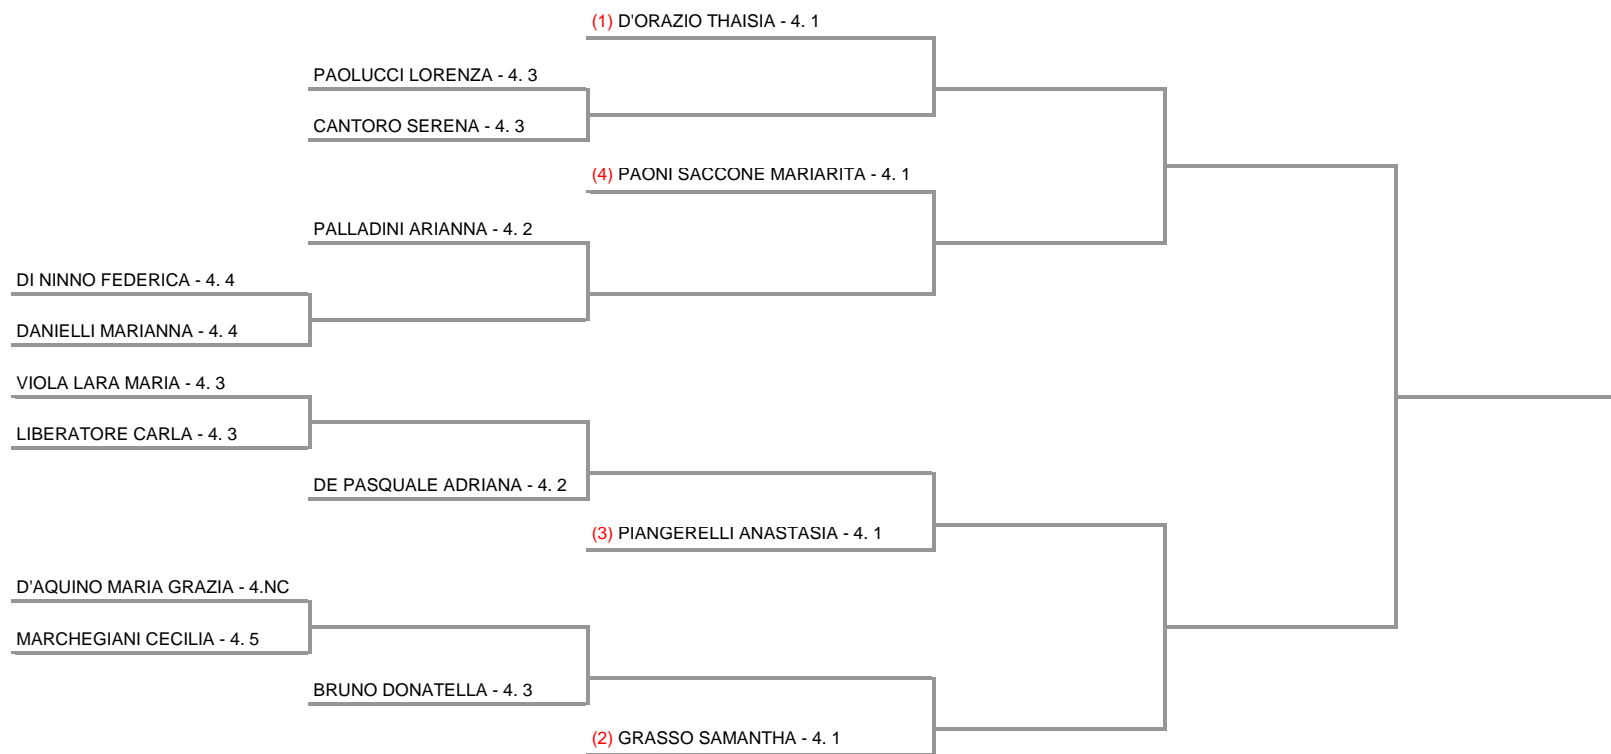 (1) D'ORAZIO THAISIA - 4. 1
PAOLUCCI LORENZA - 4. 3
CANTORO SERENA - 4. 3
(4) PAONI SACCONE MARIARITA - 4. 1
PALLADINI ARIANNA - 4. 2
DI NINNO FEDERICA - 4. 4
DANIELLI MARIANNA - 4. 4
VIOLA LARA MARIA - 4. 3
LIBERATORE CARLA - 4. 3
DE PASQUALE ADRIANA - 4. 2
(3) PIANGERELLI ANASTASIA - 4. 1
D'AQUINO MARIA GRAZIA - 4.NC
MARCHEGIANI CECILIA - 4. 5
BRUNO DONATELLA - 4. 3
(2) GRASSO SAMANTHA - 4. 1